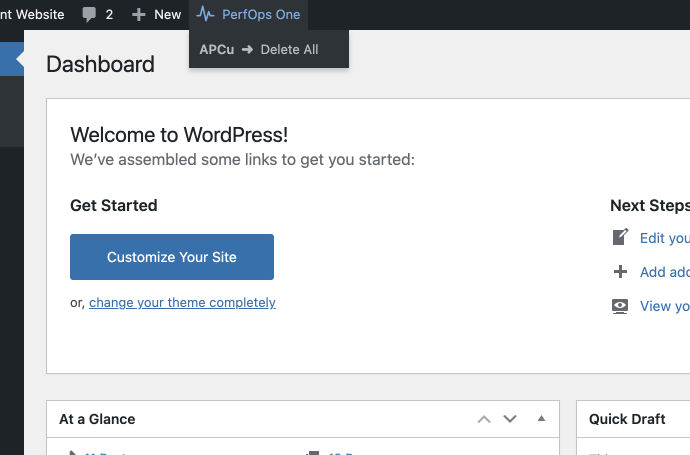 nt Website 2 New PerfOps One
APCu ➜ Delete All
Dashboard
Welcome to WordPress!
We've assembled some links to get you started:
Get Started
Next Steps
Customize Your Site
Edit you
Add add
or, change your theme completely
View yo
At a Glance
Quick Draft